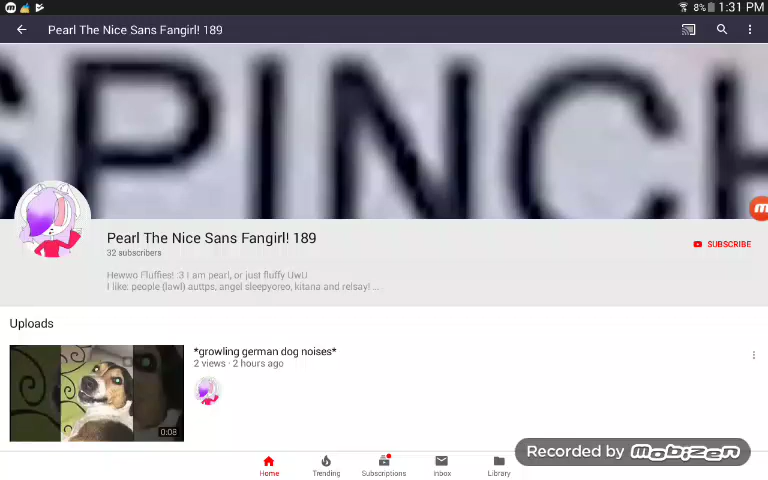 8% 1:31 PM
Pearl The Nice Sans Fangirl! 189
SPINCH
Pearl The Nice Sans Fangirl! 189
32 subscribers
SUBSCRIBE
Hewwo Fluffies! :3 I am pearl, or just fluffy UwU
I like: people (lawl) auttps, angel sleepyoreo, kitana and relsay! ...
Uploads
*growling german dog noises*
2 views · 2 hours ago
0:08
Home Trending Subscriptions Inbox Library
Recorded by MOBIZEN